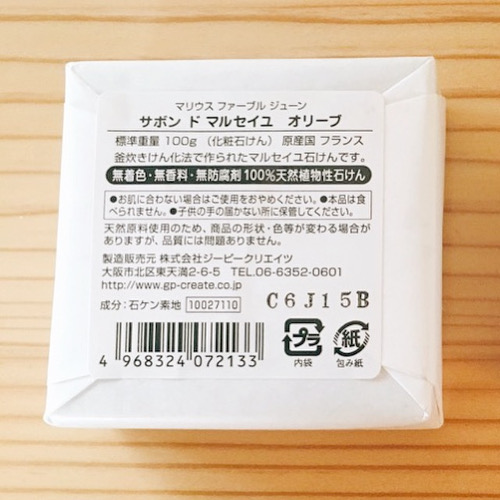 マリウス ファーブル ジューン
サボン ド マルセイユ オリーブ
標準重量 100g （化粧石けん） 原産国 フランス
釜炊きけん化法で作られたマルセイユ石けんです。
無着色・無香料・無防腐剤 100%天然植物性石けん
●お肌に合わない場合はご使用をおやめください。●本品は食
べられません。●子供の手の届かない所に保管してください。
天然原料使用のため、商品の形状・色等が変わる場合が
ありますが、品質には問題ありません。
製造販売元 株式会社ジーピークリエイツ
大阪市北区東天満2-6-5 TEL.06-6352-0601
http://www.gp-create.co.jp
成分：石ケン素地 10027110
C6J15B
4 968324 072133
プラ
内袋
紙
包み紙